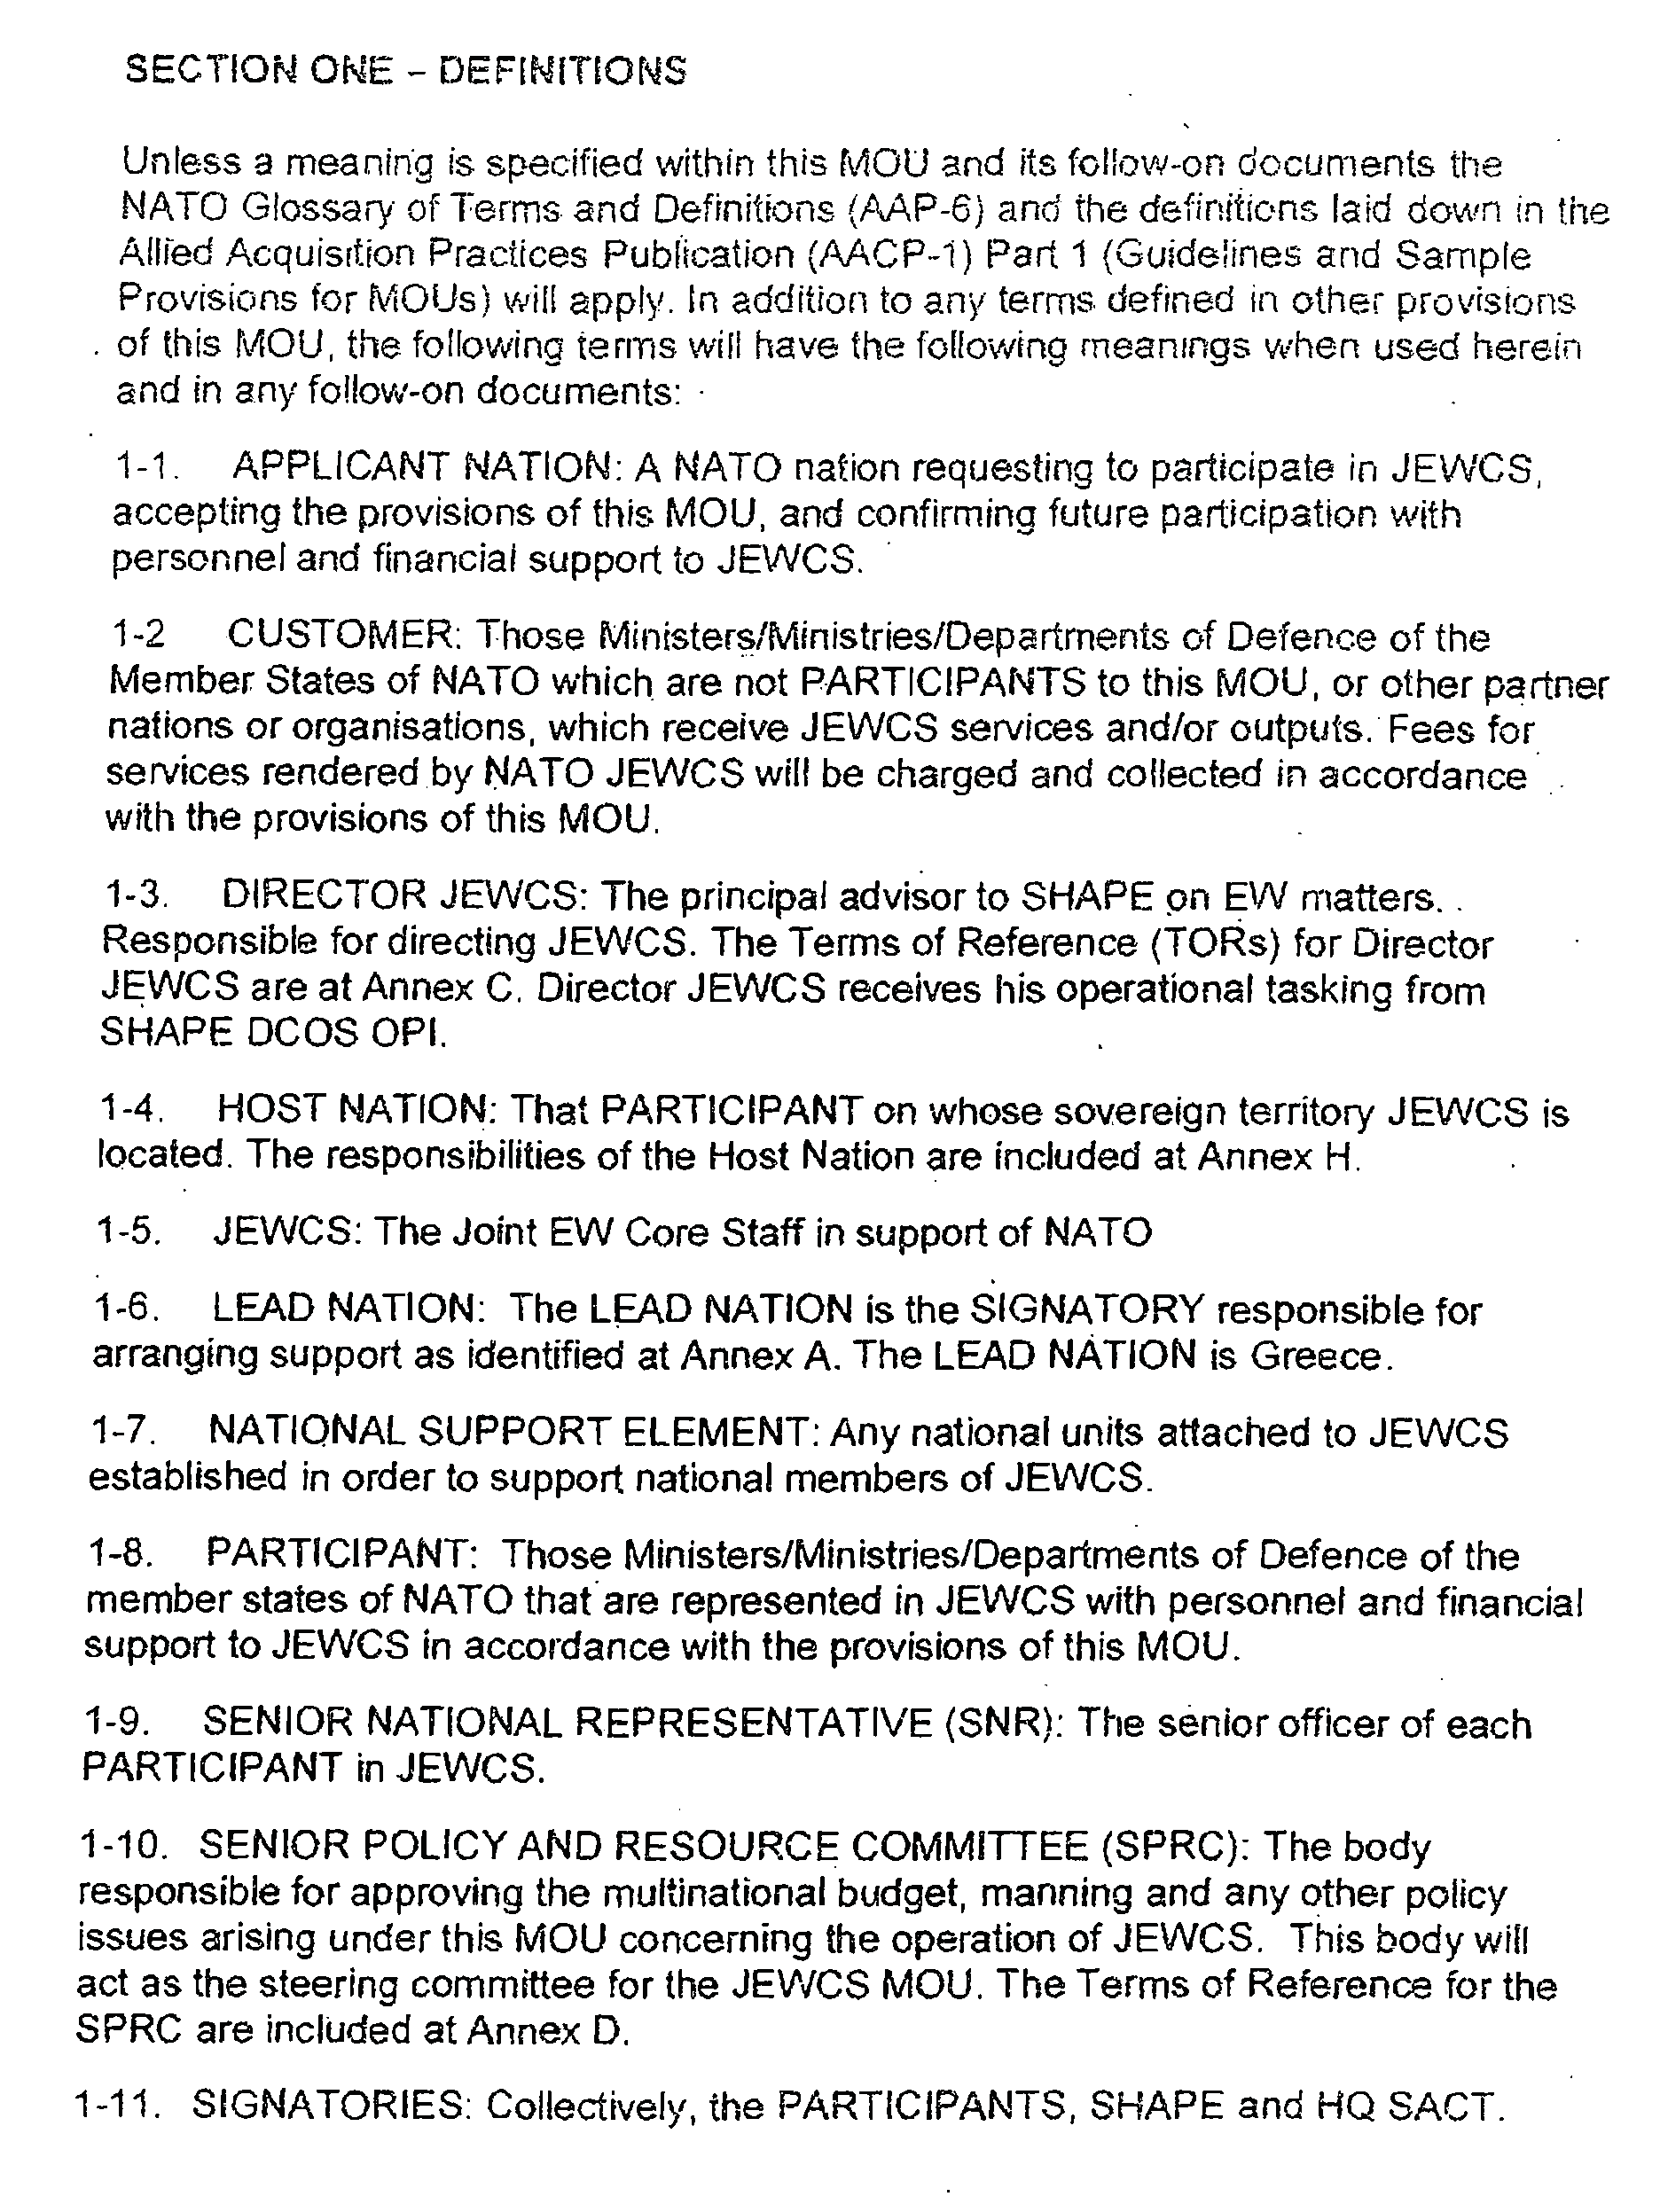 SECTION ONE – DEFINITIONS
Unless a meaning is specified within this MOU and its follow-on documents the
NATO Glossary of Terms and Definitions (AAP-6) and the definitions laid down in the
Allied Acquisition Practices Publication (AACP-1) Part 1 (Guidelines and Sample
Provisions for MOUs) will apply. In addition to any terms defined in other provisions
of this MOU, the following terms will have the following meanings when used herein
and in any follow-on documents:
1-1. APPLICANT NATION: A NATO nation requesting to participate in JEWCS,
accepting the provisions of this MOU, and confirming future participation with
personnel and financial support to JEWCS.
1-2 CUSTOMER: Those Ministers/Ministries/Departments of Defence of the
Member States of NATO which are not PARTICIPANTS to this MOU, or other partner
nations or organisations, which receive JEWCS services and/or outputs. Fees for
services rendered by NATO JEWCS will be charged and collected in accordance
with the provisions of this MOU.
1-3. DIRECTOR JEWCS: The principal advisor to SHAPE on EW matters.
Responsible for directing JEWCS. The Terms of Reference (TORs) for Director
JEWCS are at Annex C. Director JEWCS receives his operational tasking from
SHAPE DCOS OPI.
1-4. HOST NATION: That PARTICIPANT on whose sovereign territory JEWCS is
located. The responsibilities of the Host Nation are included at Annex H.
1-5. JEWCS: The Joint EW Core Staff in support of NATO
1-6. LEAD NATION: The LEAD NATION is the SIGNATORY responsible for
arranging support as identified at Annex A. The LEAD NATION is Greece.
1-7. NATIONAL SUPPORT ELEMENT: Any national units attached to JEWCS
established in order to support national members of JEWCS.
1-8. PARTICIPANT: Those Ministers/Ministries/Departments of Defence of the
member states of NATO that are represented in JEWCS with personnel and financial
support to JEWCS in accordance with the provisions of this MOU.
1-9. SENIOR NATIONAL REPRESENTATIVE (SNR): The senior officer of each
PARTICIPANT in JEWCS.
1-10. SENIOR POLICY AND RESOURCE COMMITTEE (SPRC): The body
responsible for approving the multinational budget, manning and any other policy
issues arising under this MOU concerning the operation of JEWCS. This body will
act as the steering committee for the JEWCS MOU. The Terms of Reference for the
SPRC are included at Annex D.
1-11. SIGNATORIES: Collectively, the PARTICIPANTS, SHAPE and HQ SACT.